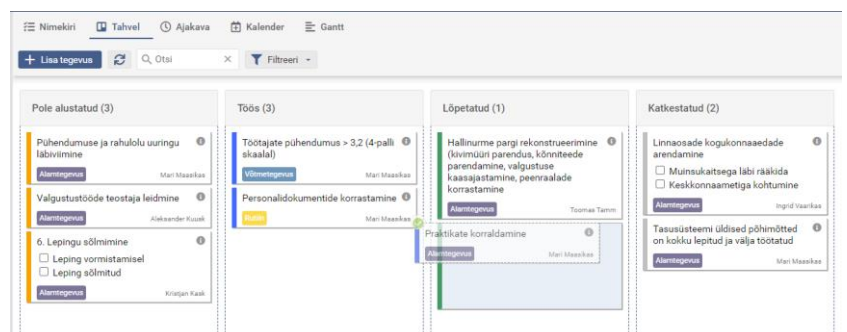 Nimekiri Tahvel Ajakava Kalender Gantt
+ Lisa tegevus Otsi × Filtreeri
Pole alustatud (3)
Pühendumuse ja rahulolu uuringu
läbiviimine
Alamtegevus Mari Maasikas
Valgustustööde teostaja leidmine
Alamtegevus Aleksander Kuusk
6. Lepingu sõlmimine
Leping vormistamisel
Leping sõlmitud
Alamtegevus Kristjan Kask
Töös (3)
Töötajate pühendumus > 3,2 (4-palli
skaalal)
Võtmetegevus Mari Maasikas
Personalidokumentide korrastamine
Rutiin Mari Maasikas
Praktikate korraldamine
Alamtegevus Mari Maasikas
Lõpetatud (1)
Hallinurme pargi rekonstrueerimine
(kivimüüri parendus, kõnniteede
parendamine, valgustuse
kaasajastamine, peenraalade
korrastamine
Alamtegevus Toomas Tamm
Katkestatud (2)
Linnaosade kogukonnaaedade
arendamine
Muinsukaitsega läbi rääkida
Keskkonnaametiga kohtumine
Alamtegevus Ingrid Vaarikas
Tasusüsteemi üldised põhimõtted
on kokku lepitud ja välja töötatud
Alamtegevus Mari Maasikas